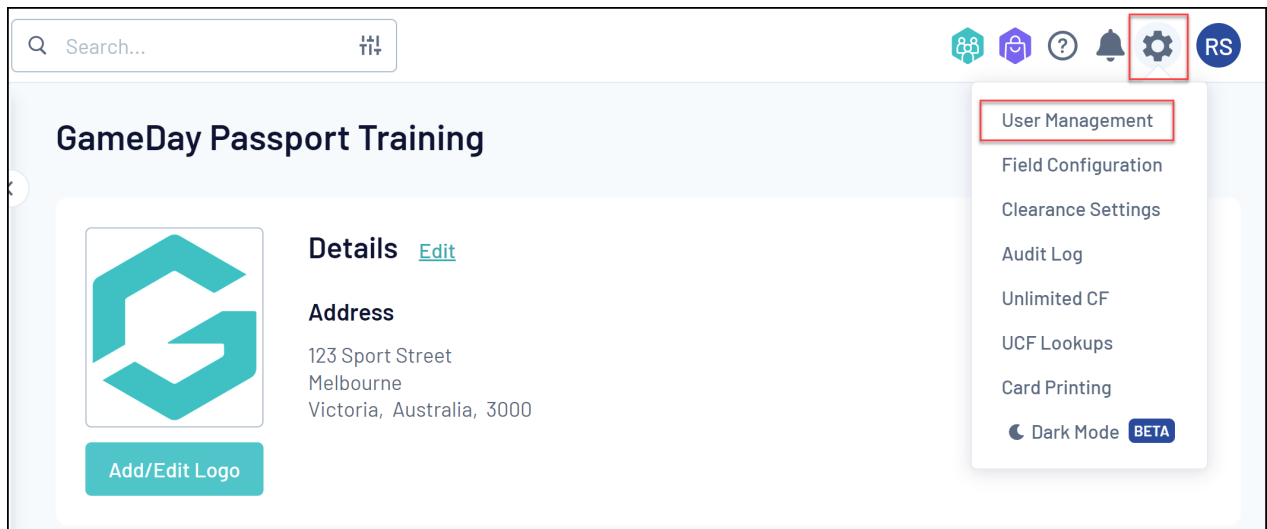 Search...
RS
GameDay Passport Training
Details Edit
Address
123 Sport Street
Melbourne
Victoria, Australia, 3000
Add/Edit Logo
User Management
Field Configuration
Clearance Settings
Audit Log
Unlimited CF
UCF Lookups
Card Printing
Dark Mode BETA